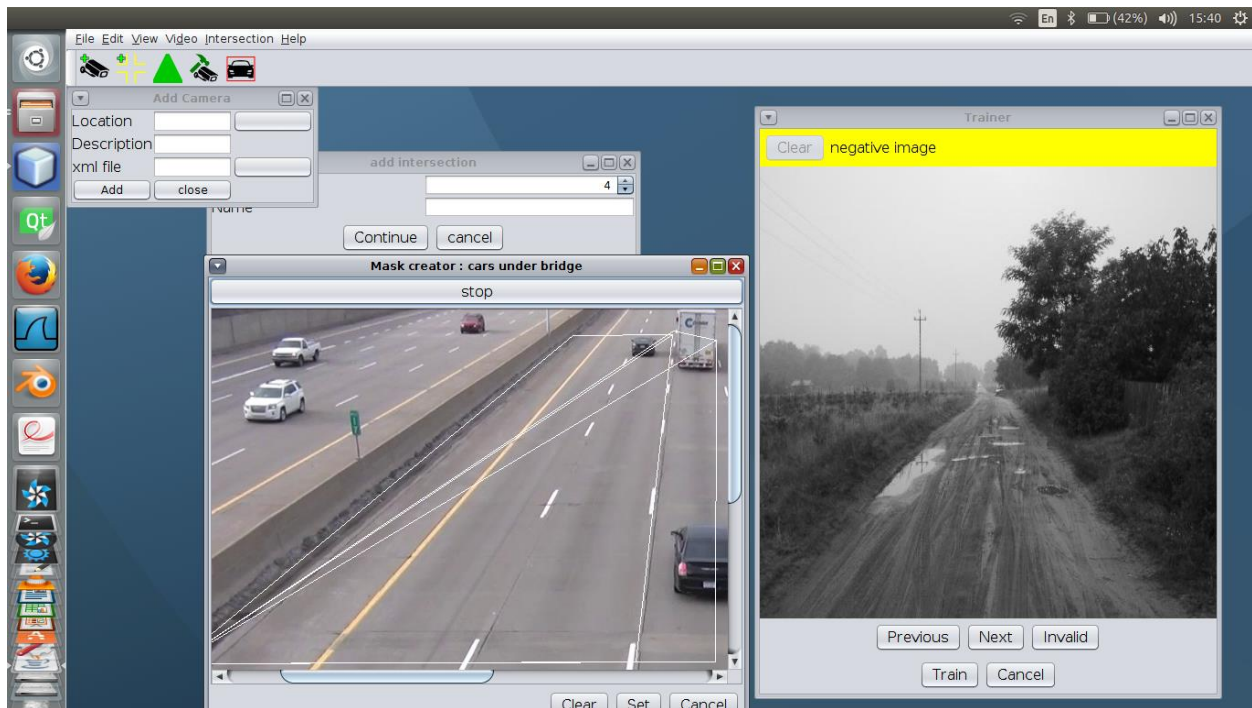 En (42%) 15:40
File Edit View Video Intersection Help
Add Camera
Location
Description
xml file
Add close
add intersection
4
Name
Continue cancel
Mask creator : cars under bridge
stop
Clear Set Cancel
Trainer
Clear negative image
Previous Next Invalid
Train Cancel
Qt